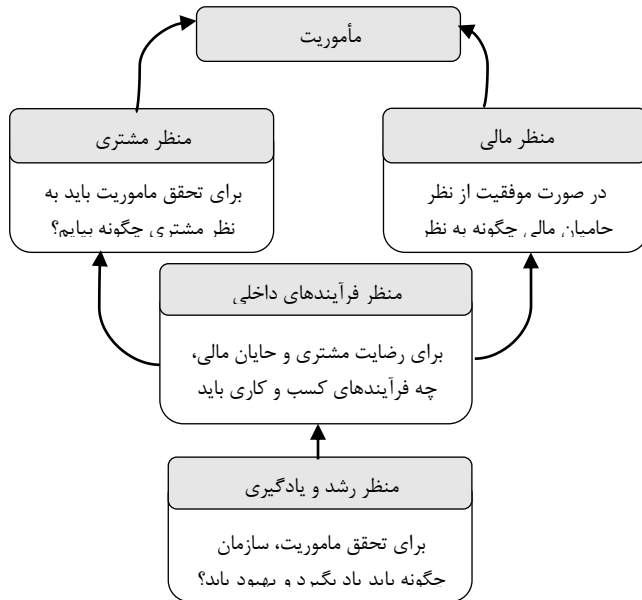 مأموریت
منظر مشتری
برای تحقق ماموریت باید به
نظر مشتری چگونه بیایم؟
منظر مالی
در صورت موفقیت از نظر
حامیان مالی چگونه به نظر
منظر فرآیندهای داخلی
برای رضایت مشتری و حایان مالی،
چه فرآیندهای کسب و کاری باید
منظر رشد و یادگیری
برای تحقق ماموریت، سازمان
چگونه باید یاد بگیرد و بهبود یابد؟